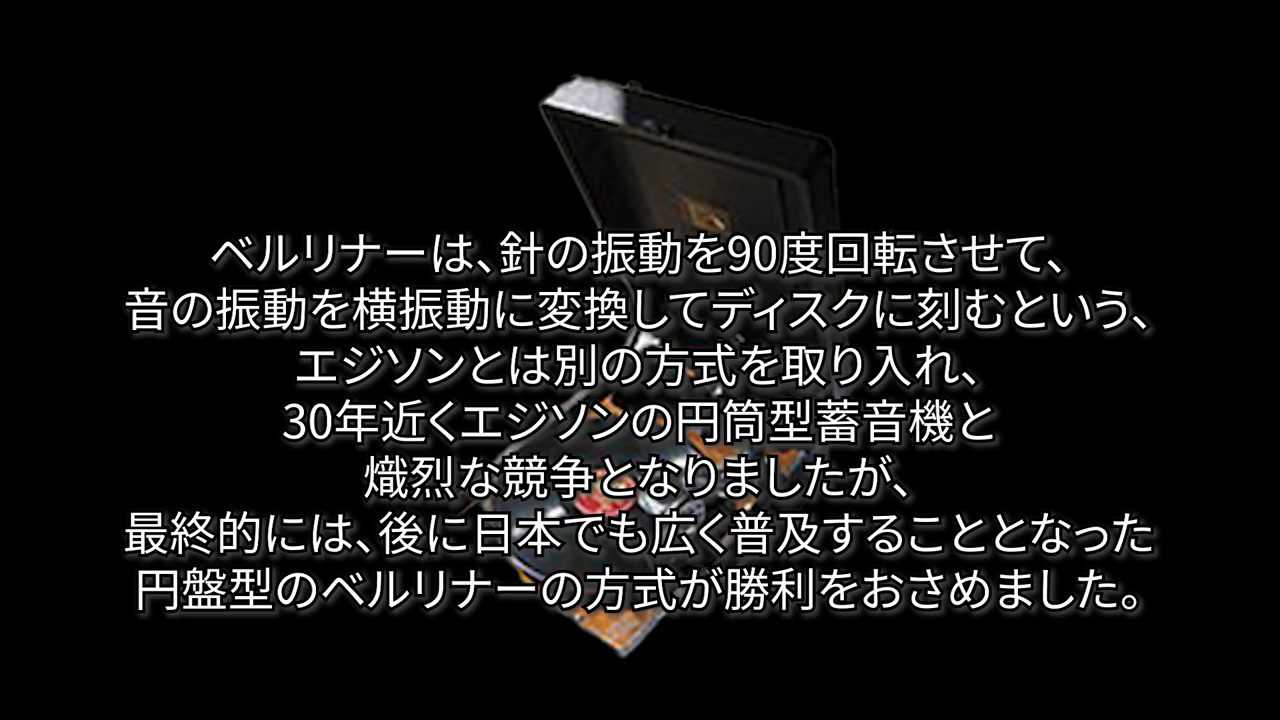 ベルリナーは、針の振動を90度回転させて、
音の振動を横振動に変換してディスクに刻むという、
エジソンとは別の方式を取り入れ、
30年近くエジソンの円筒型蓄音機と
熾烈な競争となりましたが、
最終的には、後に日本でも広く普及することとなった
円盤型のベルリナーの方式が勝利をおさめました。